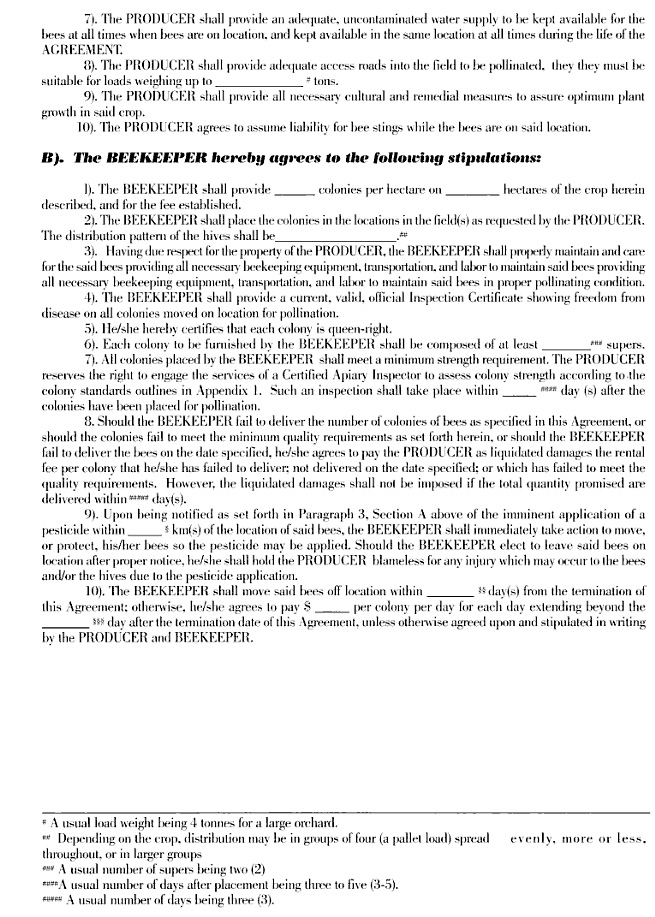 7). The PRODUCER shall provide an adequate, uncontaminated water supply to be kept available for the
bees at all times when bees are on location, and kept available in the same location at all times during the life of the
AGREEMENT.
8). The PRODUCER shall provide adequate access roads into the field to be pollinated, they they must be
suitable for loads weighing up to ______________ # tons.
9). The PRODUCER shall provide all necessary cultural and remedial measures to assure optimum plant
growth in said crop.
10). The PRODUCER agrees to assume liability for bee stings while the bees are on said location.
B). The BEEKEEPER hereby agrees to the following stipulations:
1). The BEEKEEPER shall provide ______ colonies per hectare on ________ hectares of the crop herein
described, and for the fee established.
2). The BEEKEEPER shall place the colonies in the locations in the field(s) as requested by the PRODUCER.
The distribution pattern of the hives shall be____________________.##
3). Having due respect for the property of the PRODUCER, the BEEKEEPER shall properly maintain and care
for the said bees providing all necessary beekeeping equipment, transportation, and labor to maintain said bees providing
all necessary beekeeping equipment, transportation, and labor to maintain said bees in proper pollinating condition.
4). The BEEKEEPER shall provide a current, valid, official Inspection Certificate showing freedom from
disease on all colonies moved on location for pollination.
5). He/she hereby certifies that each colony is queen-right.
6). Each colony to be furnished by the BEEKEEPER shall be composed of at least ________### supers.
7). All colonies placed by the BEEKEEPER shall meet a minimum strength requirement. The PRODUCER
reserves the right to engage the services of a Certified Apiary Inspector to assess colony strength according to the
colony standards outlines in Appendix 1. Such an inspection shall take place within _____ #### day (s) after the
colonies have been placed for pollination.
8. Should the BEEKEEPER fail to deliver the number of colonies of bees as specified in this Agreement, or
should the colonies fail to meet the minimum quality requirements as set forth herein, or should the BEEKEEPER
fail to deliver the bees on the date specified, he/she agrees to pay the PRODUCER as liquidated damages the rental
fee per colony that he/she has failed to deliver; not delivered on the date specified; or which has failed to meet the
quality requirements. However, the liquidated damages shall not be imposed if the total quantity promised are
delivered within ##### day(s).
9). Upon being notified as set forth in Paragraph 3, Section A above of the imminent application of a
pesticide within _____ § km(s) of the location of said bees, the BEEKEEPER shall immediately take action to move,
or protect, his/her bees so the pesticide may be applied. Should the BEEKEEPER elect to leave said bees on
location after proper notice, he/she shall hold the PRODUCER blameless for any injury which may occur to the bees
and/or the hives due to the pesticide application.
10). The BEEKEEPER shall move said bees off location within _______ §§ day(s) from the termination of
this Agreement; otherwise, he/she agrees to pay $ _____ per colony per day for each day extending beyond the
_______ §§§ day after the termination date of this Agreement, unless otherwise agreed upon and stipulated in writing
by the PRODUCER and BEEKEEPER.
# A usual load weight being 4 tonnes for a large orchard.
## Depending on the crop, distribution may be in groups of four (a pallet load) spread evenly, more or less,
throughout, or in larger groups
### A usual number of supers being two (2)
####A usual number of days after placement being three to five (3-5).
##### A usual number of days being three (3).